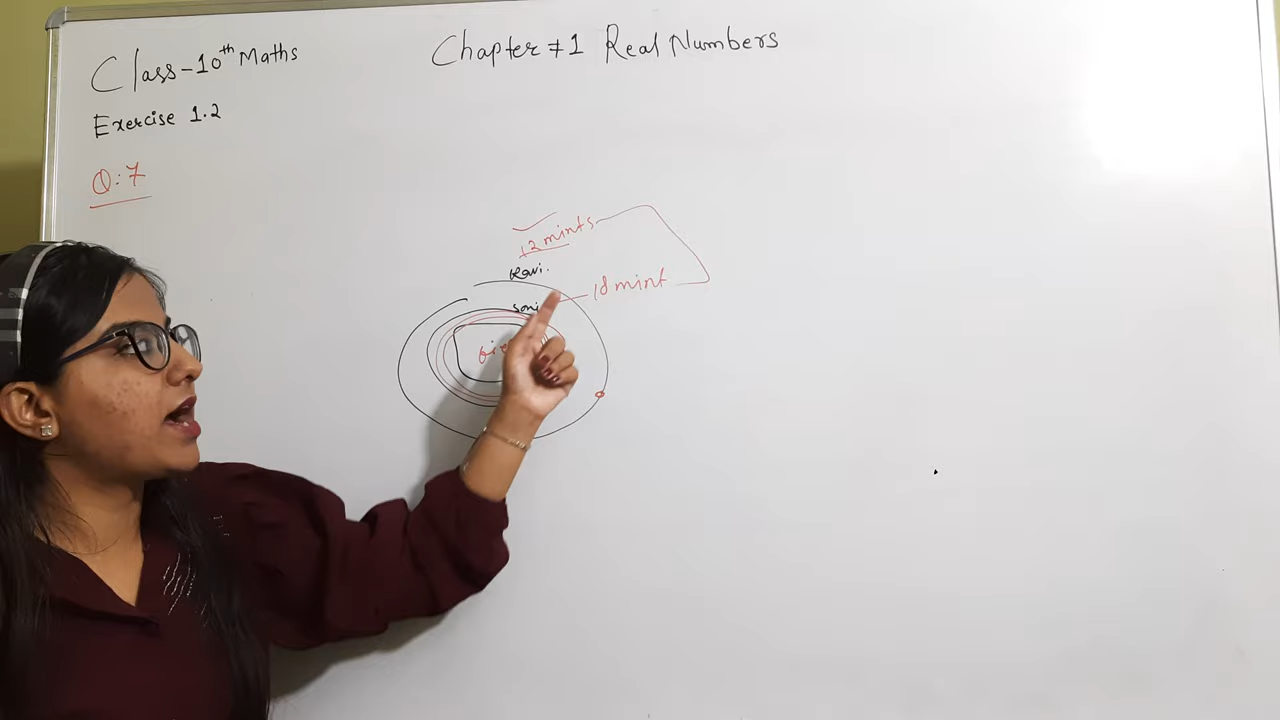 Class-10th Maths
Chapter #1 Real Numbers
Exercise 1.2
Q:7
12 mints
Ravi.
18 mint